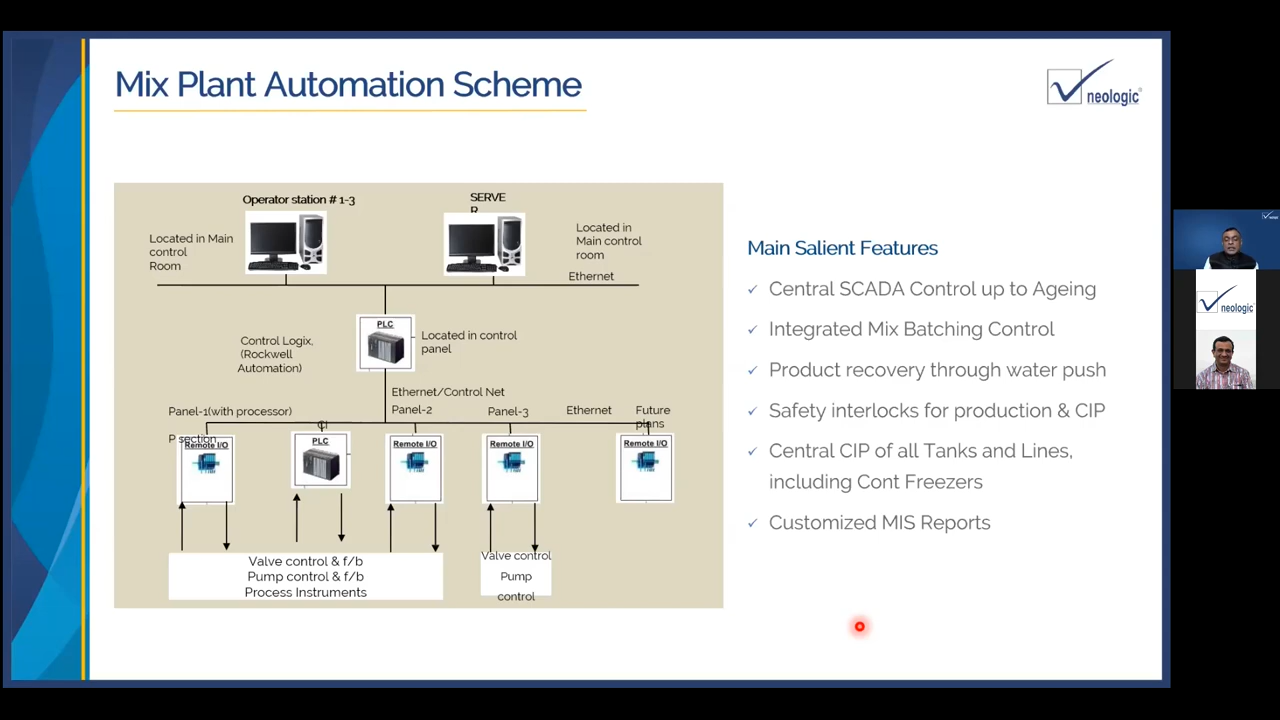 Mix Plant Automation Scheme
neologic
Operator station # 1-3
SERVE
R
Located in Main
control
Room
Located in
Main control
room
Ethernet
PLC
Control Logix,
(Rockwell
Automation)
Located in control
panel
Ethernet/Control Net
Panel-1(with processor)
Panel-2
Panel-3
Ethernet
Future
plans
CI
P section
Remote I/O
PLC
Remote I/O
Remote I/O
Remote I/O
Valve control & f/b
Pump control & f/b
Process Instruments
Valve control
Pump
control
Main Salient Features
✓ Central SCADA Control up to Ageing
✓ Integrated Mix Batching Control
✓ Product recovery through water push
✓ Safety interlocks for production & CIP
✓ Central CIP of all Tanks and Lines,
including Cont Freezers
✓ Customized MIS Reports
neologic